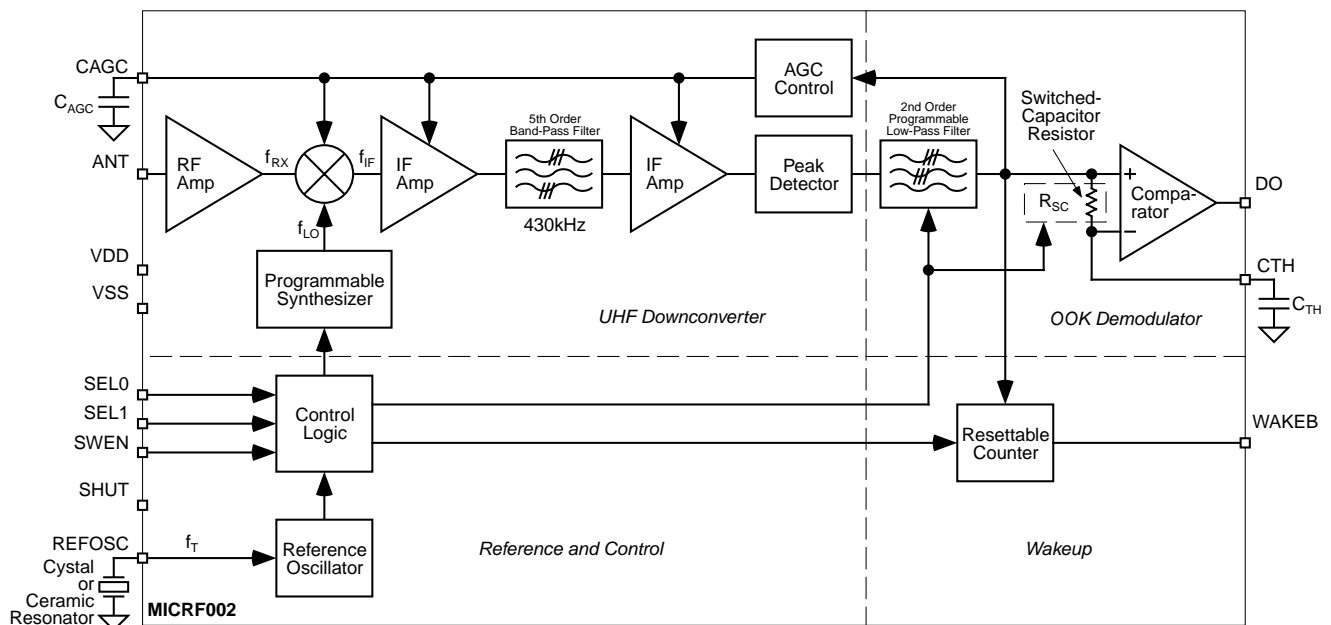 CAGC
C_AGC
ANT
RF
Amp
f_RX
f_IF
f_LO
IF
Amp
5th Order
Band-Pass Filter
430kHz
IF
Amp
AGC
Control
Peak
Detector
2nd Order
Programmable
Low-Pass Filter
Switched-
Capacitor
Resistor
R_SC
+
−
Compa-
rator
DO
CTH
C_TH
VDD
VSS
Programmable
Synthesizer
UHF Downconverter
OOK Demodulator
SEL0
SEL1
SWEN
SHUT
Control
Logic
Resettable
Counter
WAKEB
REFOSC
f_T
Reference
Oscillator
Reference and Control
Wakeup
Cystal
or
Ceramic
Resonator
MICRF002